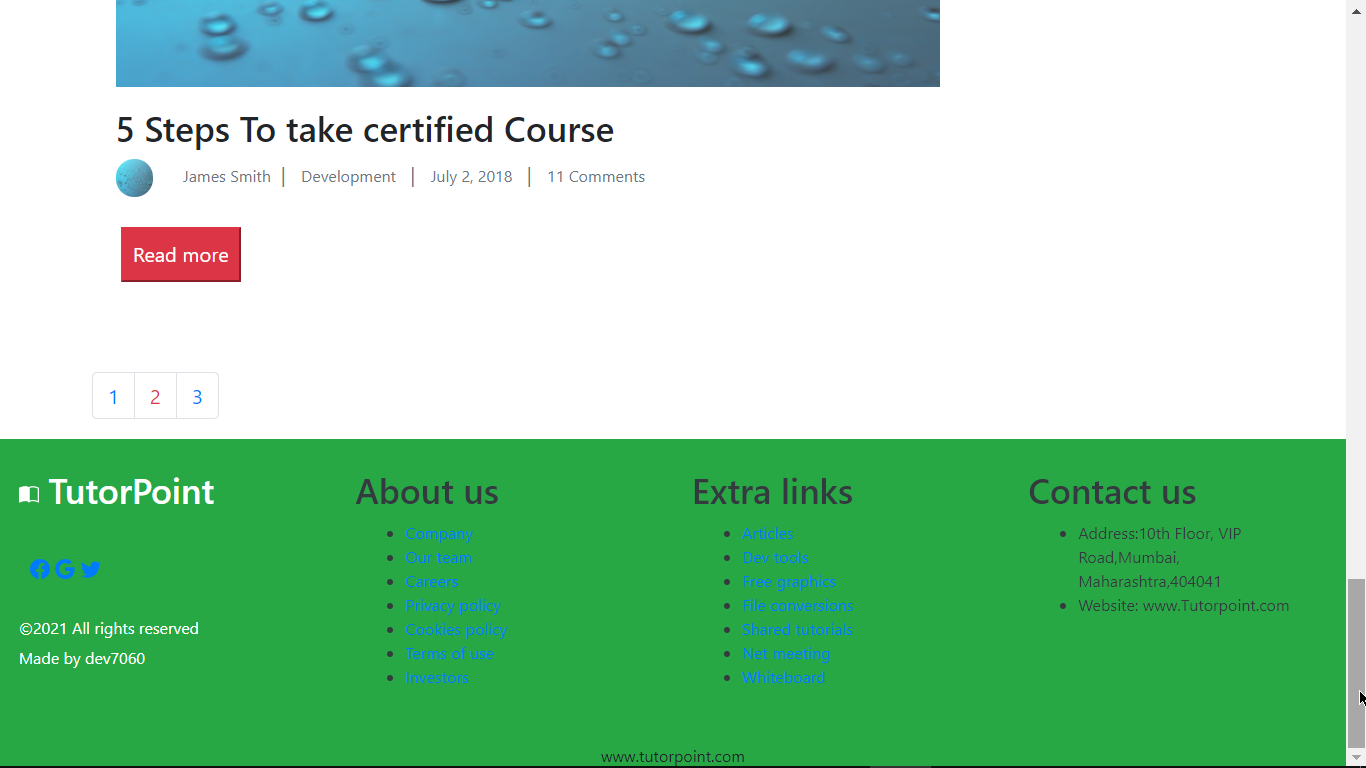 5 Steps To take certified Course
James Smith | Development | July 2, 2018 | 11 Comments
Read more
1 2 3
TutorPoint
©2021 All rights reserved
Made by dev7060
About us
Company
Our team
Careers
Privacy policy
Cookies policy
Terms of use
Investors
Extra links
Articles
Dev tools
Free graphics
File conversions
Shared tutorials
Net meeting
Whiteboard
Contact us
Address:10th Floor, VIP
Road,Mumbai,
Maharashtra,404041
Website: www.Tutorpoint.com
www.tutorpoint.com